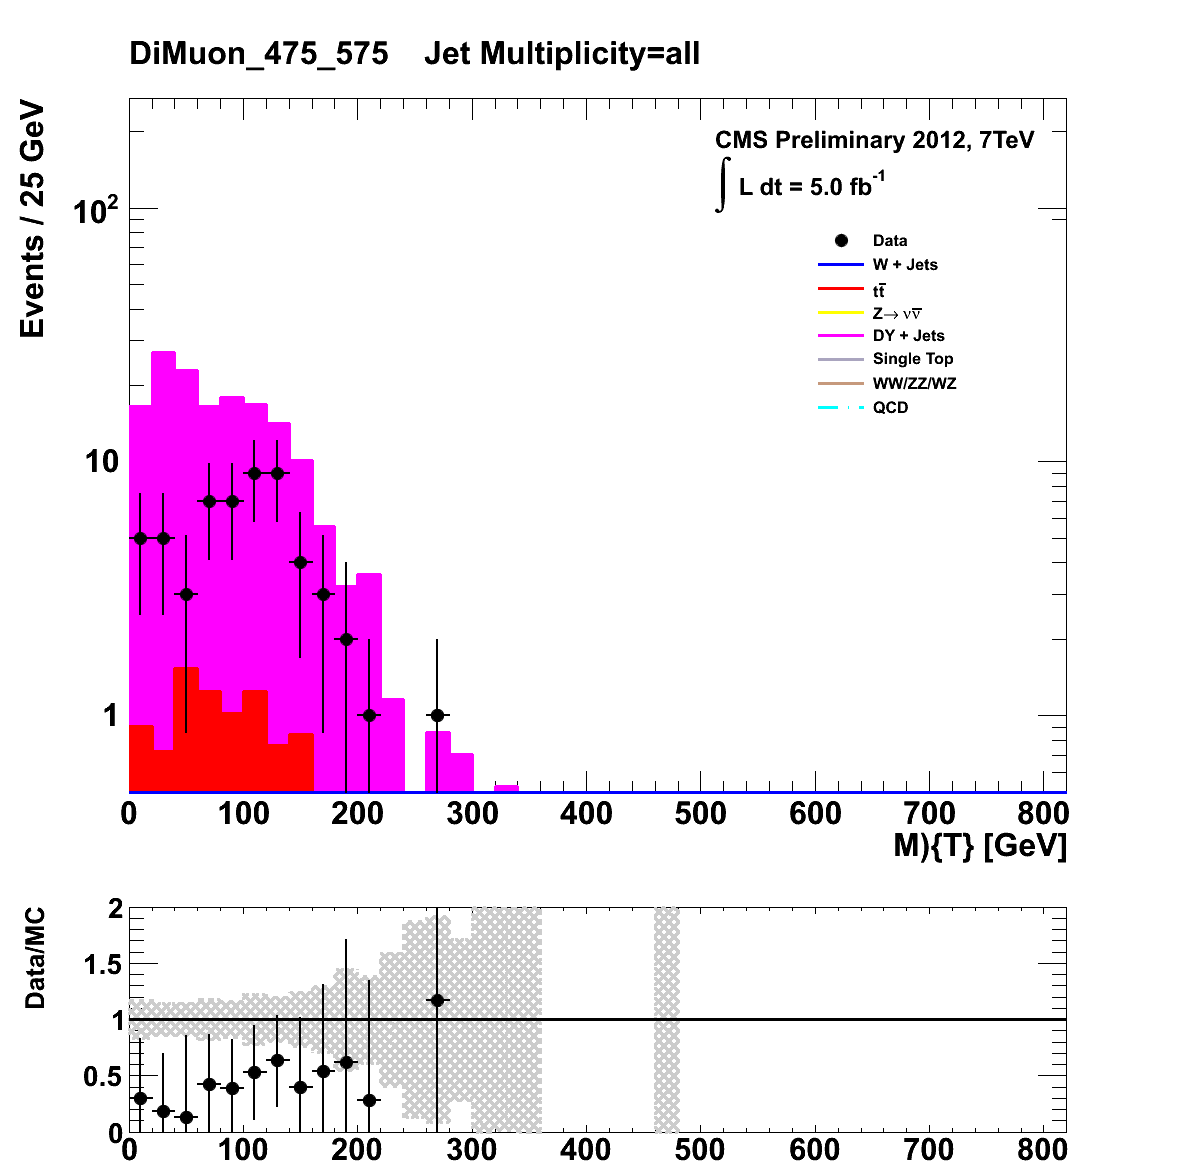 DiMuon_475_575 Jet Multiplicity=all
Events / 25 GeV
CMS Preliminary 2012, 7TeV
∫ L dt = 5.0 fb⁻¹
Data
W + Jets
tt̅
Z→ νν̅
DY + Jets
Single Top
WW/ZZ/WZ
QCD
10²
10
1
0 100 200 300 400 500 600 700 800
M){T} [GeV]
Data/MC
2
1.5
1
0.5
0
0 100 200 300 400 500 600 700 800